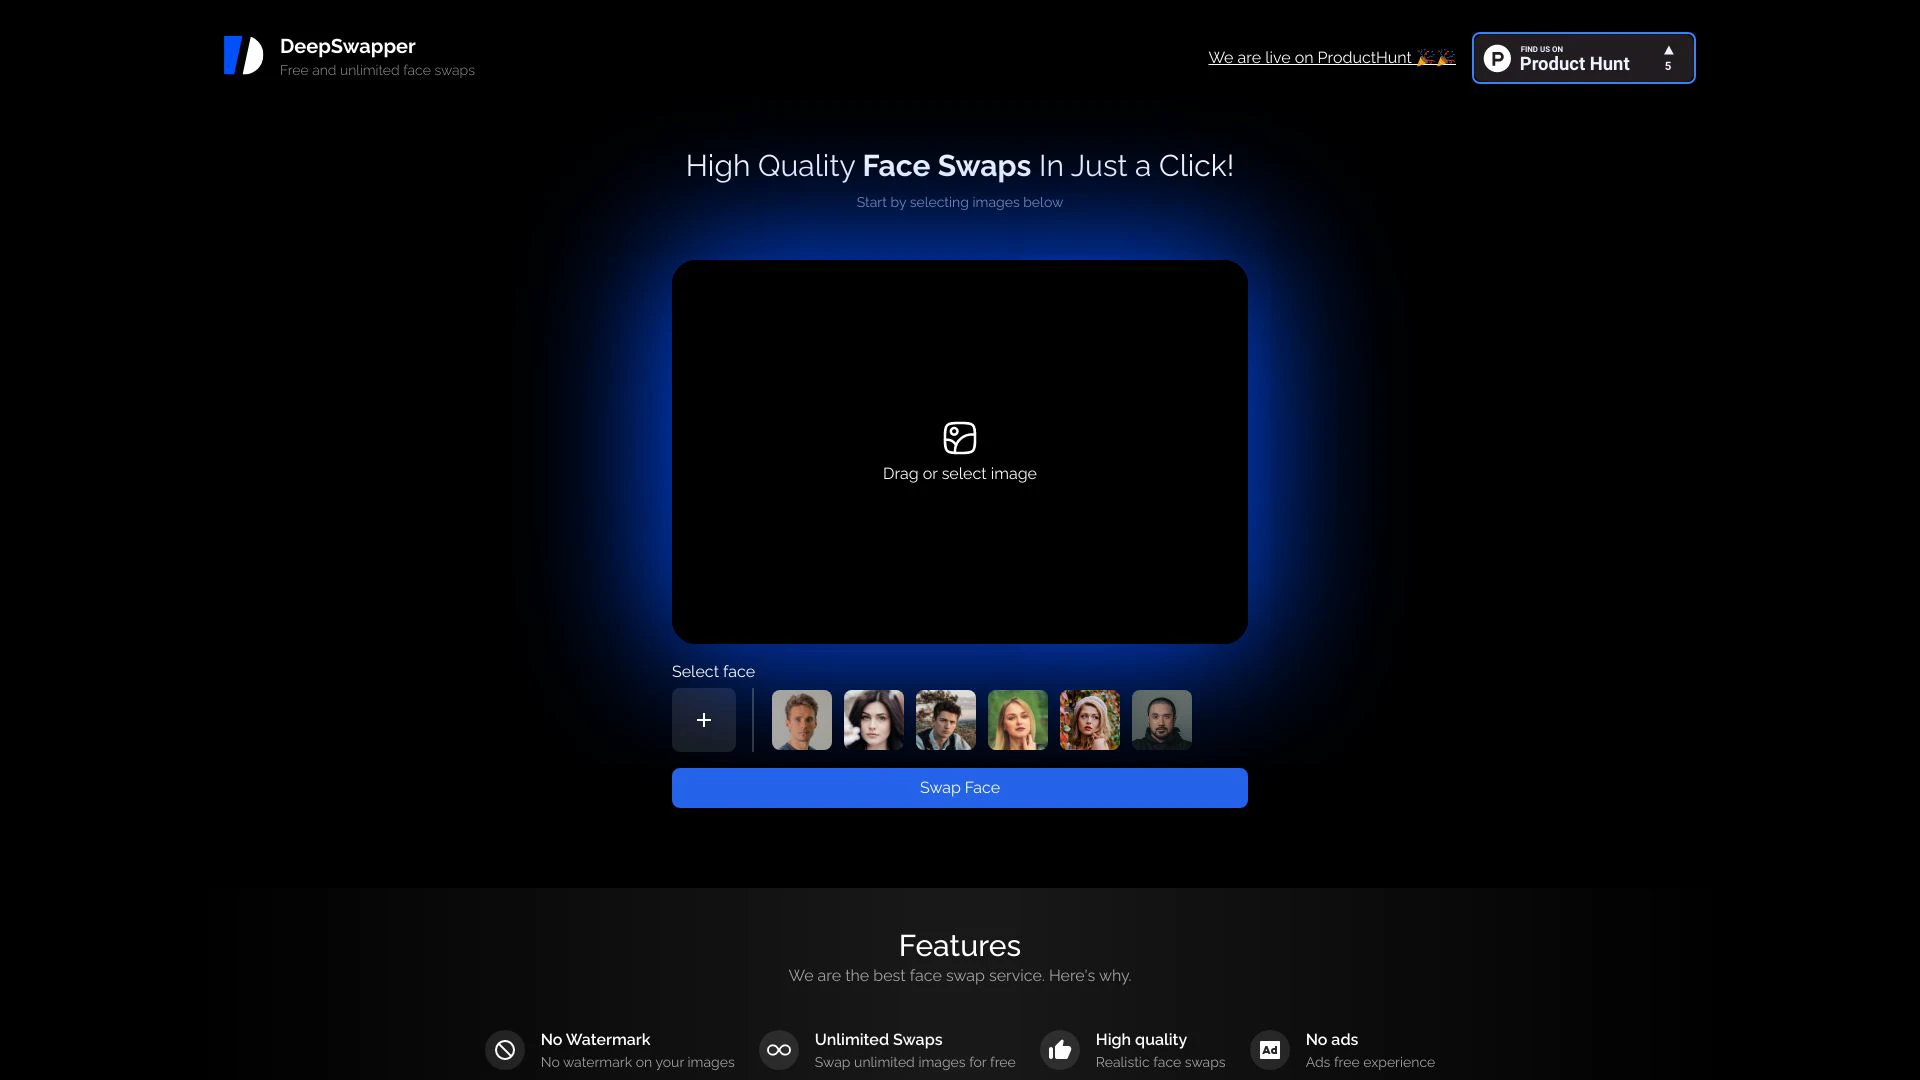 DeepSwapper
Free and unlimited face swaps
We are live on ProductHunt 🎉🎉
FIND US ON
Product Hunt
5
High Quality Face Swaps In Just a Click!
Start by selecting images below
Drag or select image
Select face
Swap Face
Features
We are the best face swap service. Here's why.
No Watermark
No watermark on your images
Unlimited Swaps
Swap unlimited images for free
High quality
Realistic face swaps
Ad
No ads
Ads free experience